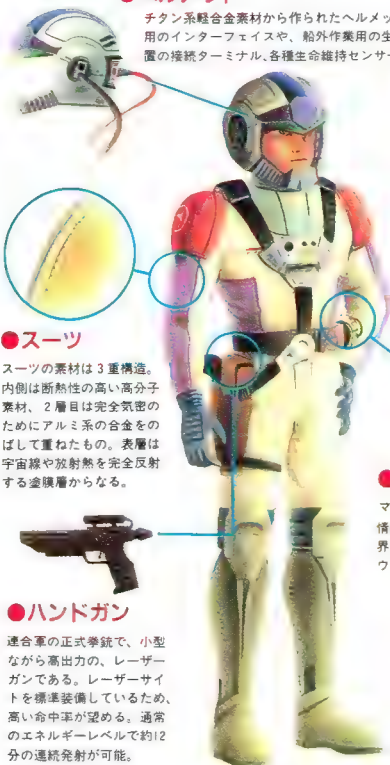 チタン系軽合金素材から作られたヘルメッ
用のインターフェイスや、船外作業用の生
置の接続ターミナル、各種生命維持センサー
●スーツ
スーツの素材は3重構造。
内側は断熱性の高い高分子
素材、2層目は完全気密の
ためにアルミ系の合金をの
ばして重ねたもの。表層は
宇宙線や放射熱を完全反射
する塗膜層からなる。
●ハンドガン
連合軍の正式拳銃で、小型
ながら高出力の、レーザー
ガンである。レーザーサイ
トを標準装備しているため、
高い命中率が望める。通常
のエネルギーレベルで約12
分の連続発射が可能。
●
マ
情
界
ウ